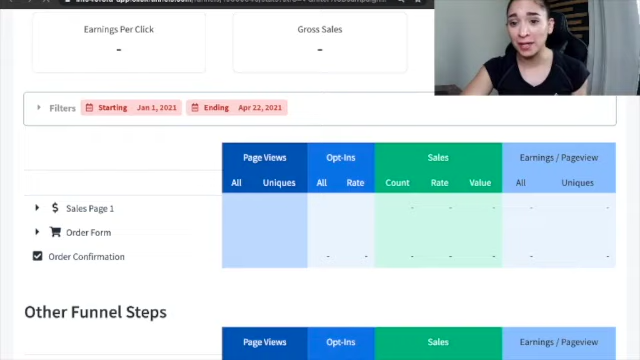 Earnings Per Click
-
Gross Sales
-
Filters Starting Jan 1, 2021 Ending Apr 22, 2021
Page Views Opt-Ins Sales Earnings / Pageview
All Uniques All Rate Count Rate Value All Uniques
$ Sales Page 1 - - - - -
Order Form
Order Confirmation - - - - - - -
Other Funnel Steps
Page Views Opt-Ins Sales Earnings / Pageview